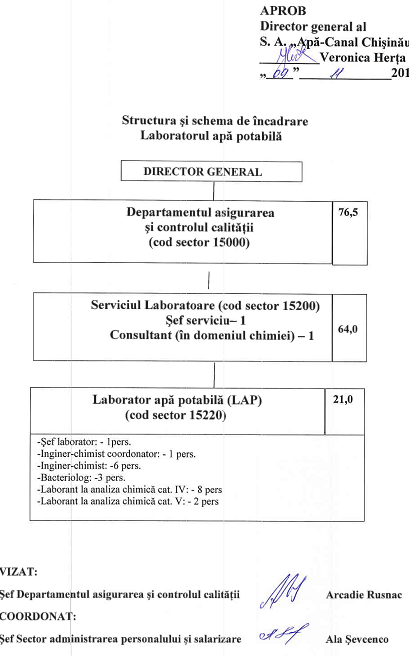 APROB
Director general al
S. A. „Apă-Canal Chişinău
Veronica Herţa
„ 09 ” 11 201
Structura şi schema de încadrare
Laboratorul apă potabilă
DIRECTOR GENERAL
Departamentul asigurarea
şi controlul calităţii
(cod sector 15000)
76,5
Serviciul Laboratoare (cod sector 15200)
Şef serviciu– 1
Consultant (în domeniul chimiei) – 1
64,0
Laborator apă potabilă (LAP)
(cod sector 15220)
21,0
-Şef laborator: - 1pers.
-Inginer-chimist coordonator: - 1 pers.
-Inginer-chimist: -6 pers.
-Bacteriolog: -3 pers.
-Laborant la analiza chimică cat. IV: - 8 pers
-Laborant la analiza chimică cat. V: - 2 pers
VIZAT:
Şef Departamentul asigurarea şi controlul calităţii Arcadie Rusnac
COORDONAT:
Şef Sector administrarea personalului şi salarizare Ala Şevcenco